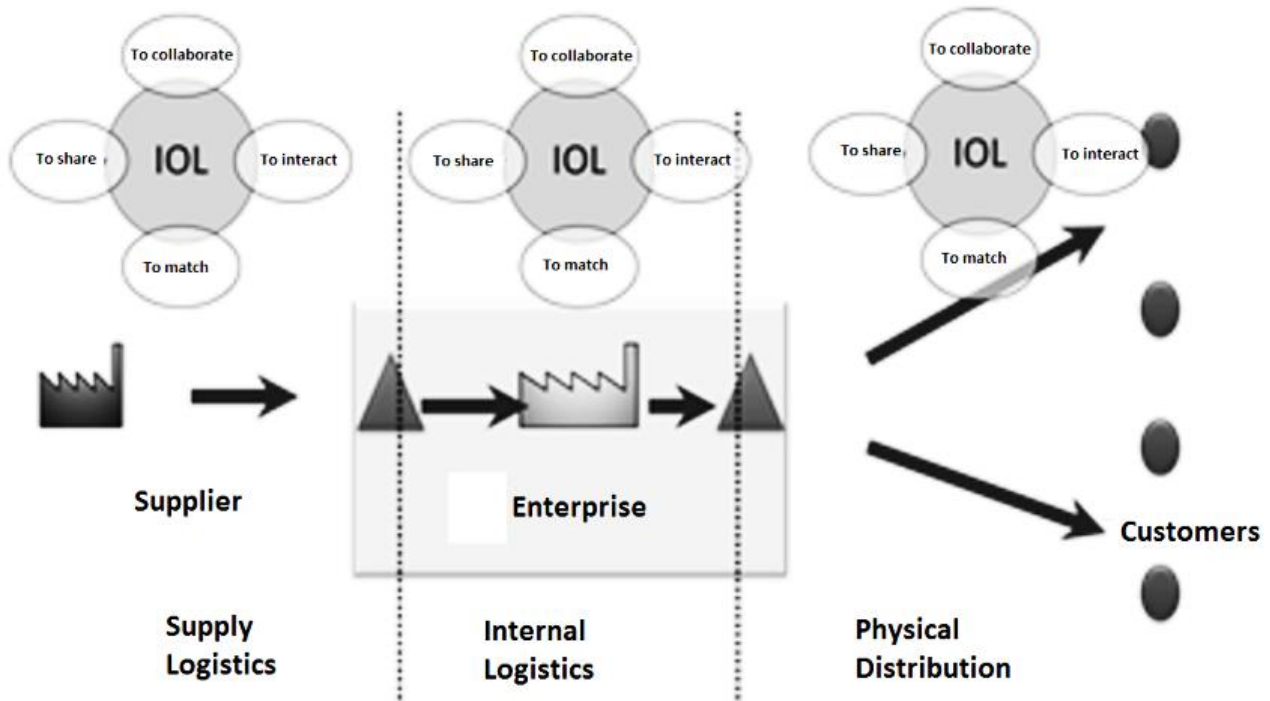 To collaborate
To share
IOL
To interact
To match
To collaborate
To share
IOL
To interact
To match
To collaborate
To share
IOL
To interact
To match
Supplier
Enterprise
Customers
Supply
Logistics
Internal
Logistics
Physical
Distribution